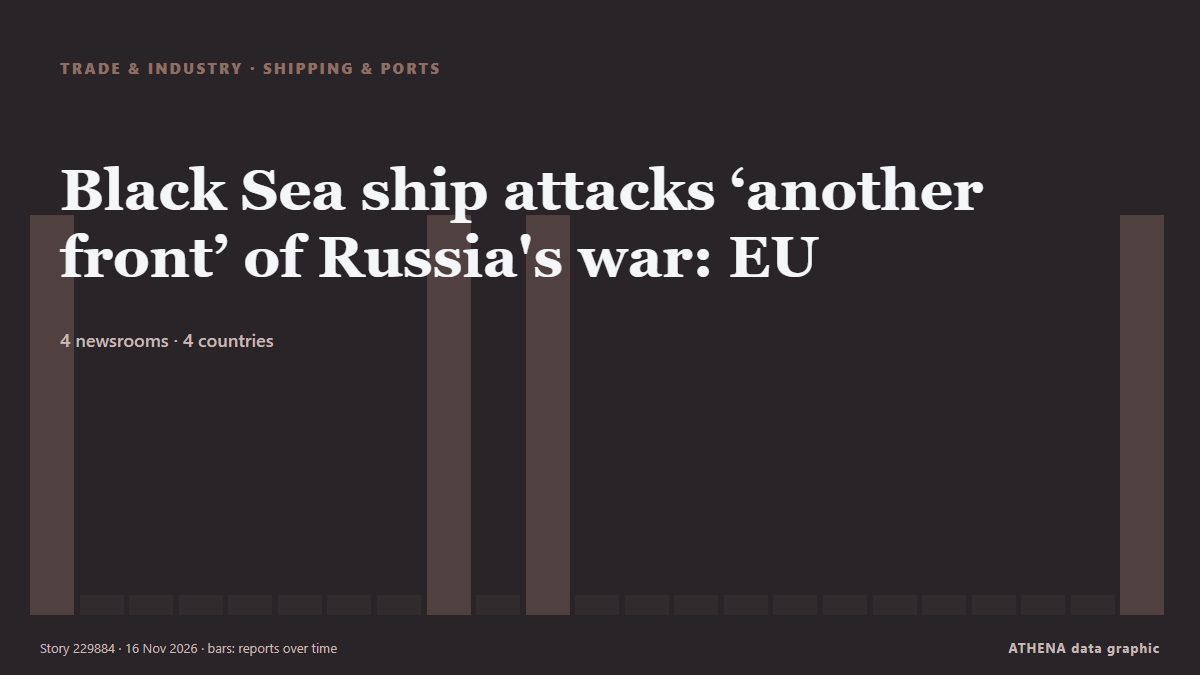 TRADE & INDUSTRY · SHIPPING & PORTS
Black Sea ship attacks ‘another
front’ of Russia's war: EU
4 newsrooms · 4 countries
Story 229884 · 16 Nov 2026 · bars: reports over time
ATHENA data graphic